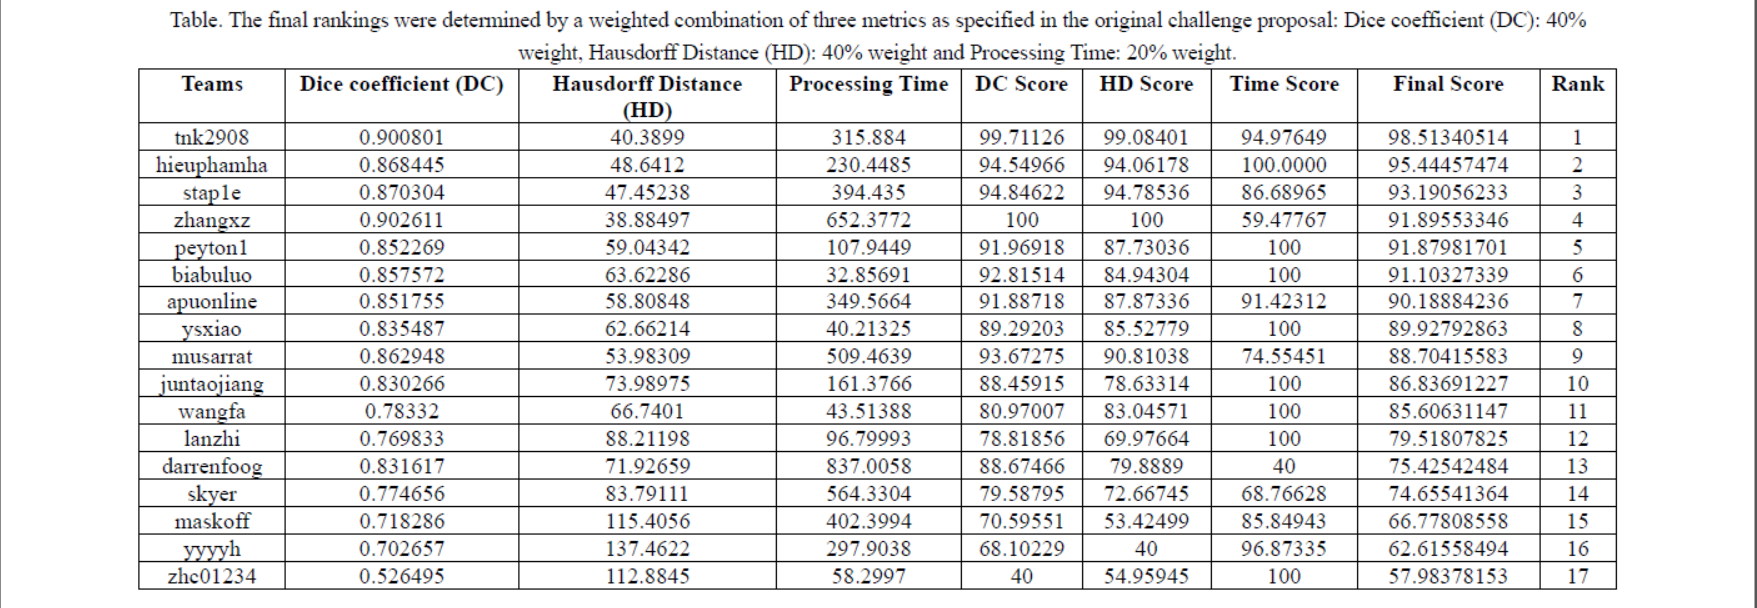 Table. The final rankings were determined by a weighted combination of three metrics as specified in the original challenge proposal: Dice coefficient (DC): 40%
weight, Hausdorff Distance (HD): 40% weight and Processing Time: 20% weight.
Teams Dice coefficient (DC) Hausdorff Distance (HD) Processing Time DC Score HD Score Time Score Final Score Rank
tnk2908 0.900801 40.3899 315.884 99.71126 99.08401 94.97649 98.51340514 1
hieuphamha 0.868445 48.6412 230.4485 94.54966 94.06178 100.0000 95.44457474 2
stap1e 0.870304 47.45238 394.435 94.84622 94.78536 86.68965 93.19056233 3
zhangxz 0.902611 38.88497 652.3772 100 100 59.47767 91.89553346 4
peyton1 0.852269 59.04342 107.9449 91.96918 87.73036 100 91.87981701 5
biabuluo 0.857572 63.62286 32.85691 92.81514 84.94304 100 91.10327339 6
apuonline 0.851755 58.80848 349.5664 91.88718 87.87336 91.42312 90.18884236 7
ysxiao 0.835487 62.66214 40.21325 89.29203 85.52779 100 89.92792863 8
musarrat 0.862948 53.98309 509.4639 93.67275 90.81038 74.55451 88.70415583 9
juntaojiang 0.830266 73.98975 161.3766 88.45915 78.63314 100 86.83691227 10
wangfa 0.78332 66.7401 43.51388 80.97007 83.04571 100 85.60631147 11
lanzhi 0.769833 88.21198 96.79993 78.81856 69.97664 100 79.51807825 12
darrenfoog 0.831617 71.92659 837.0058 88.67466 79.8889 40 75.42542484 13
skyer 0.774656 83.79111 564.3304 79.58795 72.66745 68.76628 74.65541364 14
maskoff 0.718286 115.4056 402.3994 70.59551 53.42499 85.84943 66.77808558 15
yyyyh 0.702657 137.4622 297.9038 68.10229 40 96.87335 62.61558494 16
zhc01234 0.526495 112.8845 58.2997 40 54.95945 100 57.98378153 17